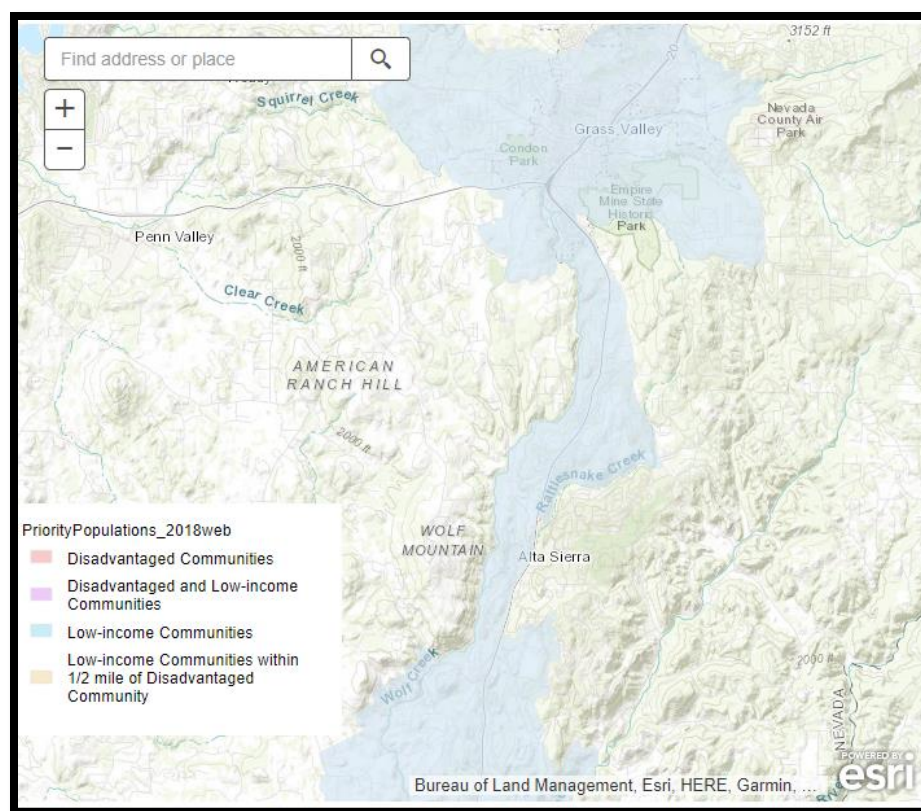 3152 ft
Find address or place
Squirrel Creek
20
Nevada
County Air
Park
Grass Valley
Condon
Park
Empire
Mine State
Historic
Park
Penn Valley
2000 ft
Clear Creek
AMERICAN
RANCH HILL
2000 ft
Rattlesnake Creek
PriorityPopulations_2018web
WOLF
MOUNTAIN
Disadvantaged Communities
Alta Sierra
Disadvantaged and Low-income
Communities
Low-income Communities
Low-income Communities within
1/2 mile of Disadvantaged
Community
Wolf Creek
2000 ft
NEVADA
POWERED BY
esri
Bureau of Land Management, Esri, HERE, Garmin, ...